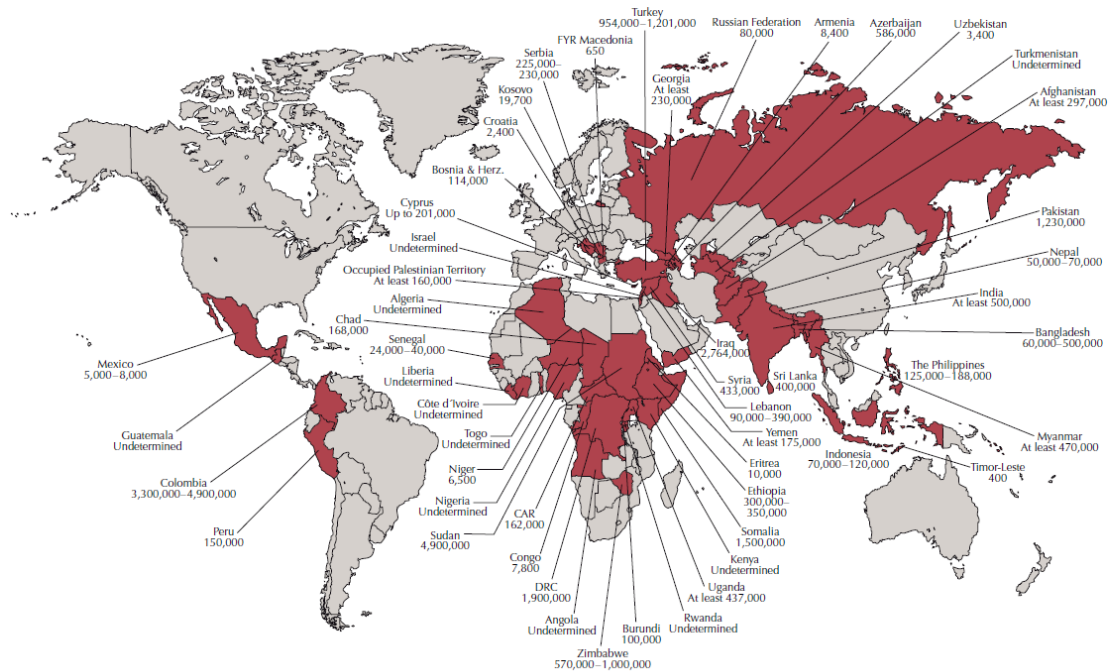 Turkey
954,000–1,201,000
Russian Federation
80,000
Armenia
8,400
Azerbaijan
586,000
Uzbekistan
3,400
FYR Macedonia
650
Serbia
225,000–
230,000
Kosovo
19,700
Croatia
2,400
Bosnia & Herz.
114,000
Georgia
At least
230,000
Turkmenistan
Undetermined
Afghanistan
At least 297,000
Cyprus
Up to 201,000
Israel
Undetermined
Occupied Palestinian Territory
At least 160,000
Algeria
Undetermined
Chad
168,000
Senegal
24,000–40,000
Liberia
Undetermined
Côte d’Ivoire
Undetermined
Togo
Undetermined
Niger
6,500
Nigeria
Undetermined
Sudan
4,900,000
CAR
162,000
Congo
7,800
DRC
1,900,000
Angola
Undetermined
Zimbabwe
570,000–1,000,000
Burundi
100,000
Rwanda
Undetermined
Uganda
At least 437,000
Kenya
Undetermined
Somalia
1,500,000
Ethiopia
300,000–
350,000
Eritrea
10,000
Yemen
At least 175,000
Lebanon
90,000–390,000
Syria
433,000
Iraq
2,764,000
Sri Lanka
400,000
Pakistan
1,230,000
Nepal
50,000–70,000
India
At least 500,000
Bangladesh
60,000–500,000
The Philippines
125,000–188,000
Myanmar
At least 470,000
Indonesia
70,000–120,000
Timor-Leste
400
Mexico
5,000–8,000
Guatemala
Undetermined
Colombia
3,300,000–4,900,000
Peru
150,000